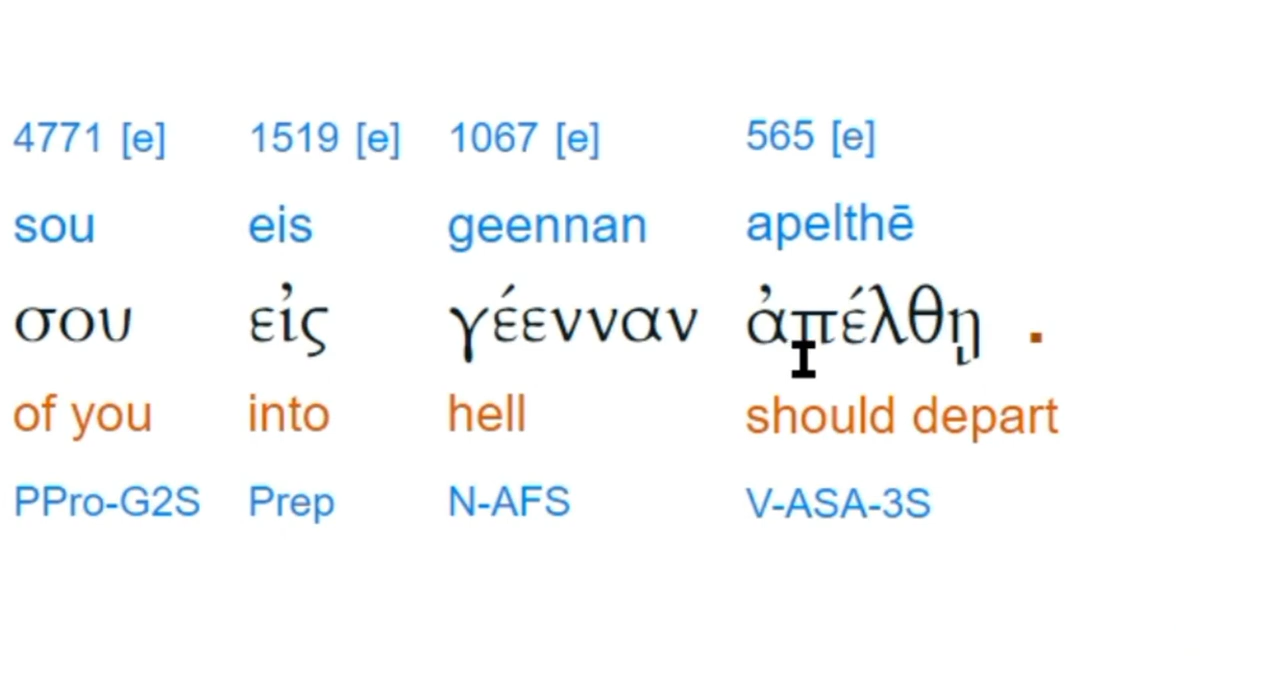 4771 [e] 1519 [e] 1067 [e] 565 [e]
sou eis geennan apelthē
σου εἰς γέενναν ἀπέλθῃ .
of you into hell should depart
PPro-G2S Prep N-AFS V-ASA-3S